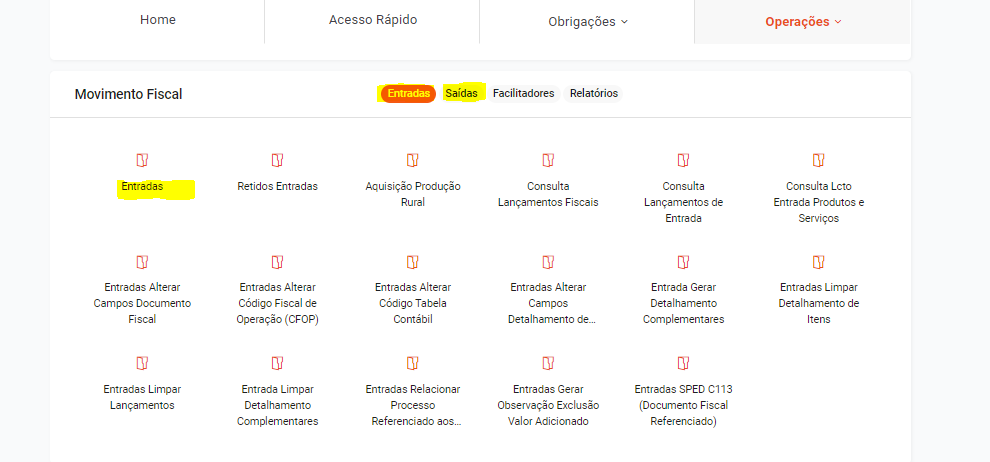 Home
Acesso Rápido
Obrigações
Operações
Movimento Fiscal
Entradas
Saídas
Facilitadores
Relatórios
Entradas
Retidos Entradas
Aquisição Produção
Rural
Consulta
Lançamentos Fiscais
Consulta
Lançamentos de
Entrada
Consulta Lcto
Entrada Produtos e
Serviços
Entradas Alterar
Campos Documento
Fiscal
Entradas Alterar
Código Fiscal de
Operação (CFOP)
Entradas Alterar
Código Tabela
Contábil
Entradas Alterar
Campos
Detalhamento de...
Entrada Gerar
Detalhamento
Complementares
Entradas Limpar
Detalhamento de
Itens
Entradas Limpar
Lançamentos
Entrada Limpar
Detalhamento
Complementares
Entradas Relacionar
Processo
Referenciado aos...
Entradas Gerar
Observação Exclusão
Valor Adicionado
Entradas SPED C113
(Documento Fiscal
Referenciado)